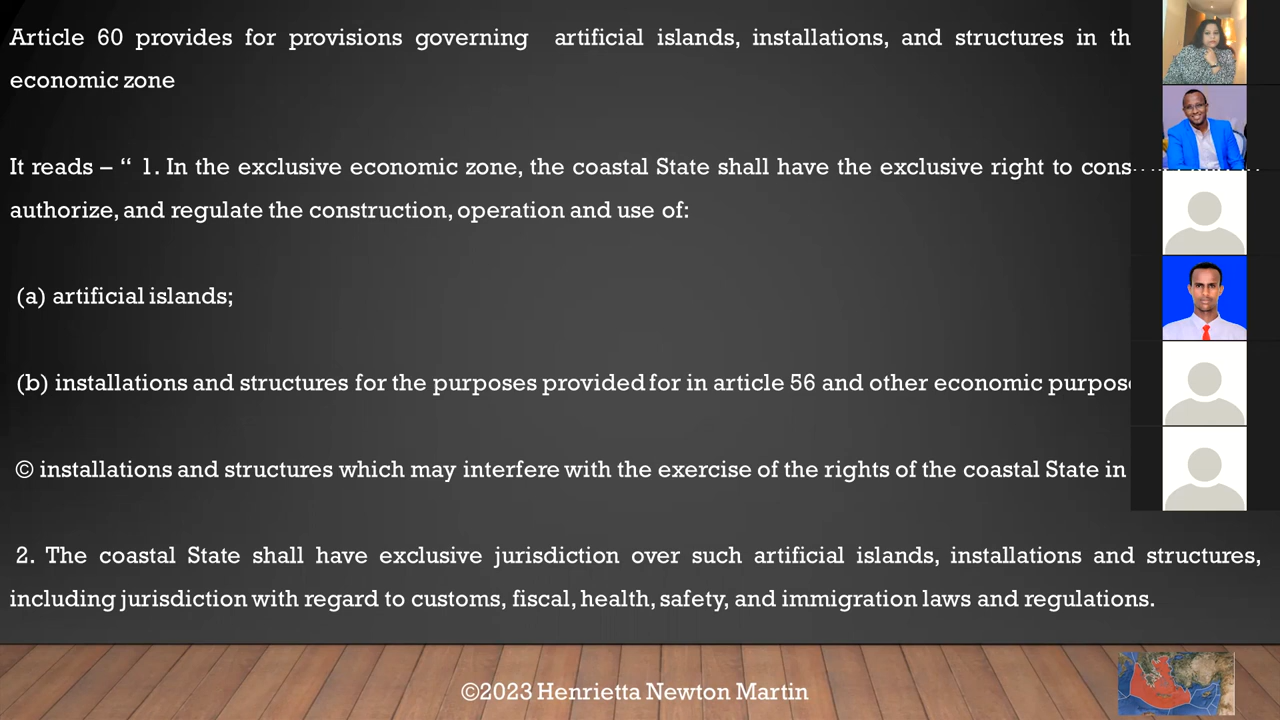 Article 60 provides for provisions governing artificial islands, installations, and structures in th
economic zone
It reads – “ 1. In the exclusive economic zone, the coastal State shall have the exclusive right to cons
authorize, and regulate the construction, operation and use of:
(a) artificial islands;
(b) installations and structures for the purposes provided for in article 56 and other economic
© installations and structures which may interfere with the exercise of the rights of the coastal State in
2. The coastal State shall have exclusive jurisdiction over such artificial islands, installations and structures,
including jurisdiction with regard to customs, fiscal, health, safety, and immigration laws and regulations.
©2023 Henrietta Newton Martin